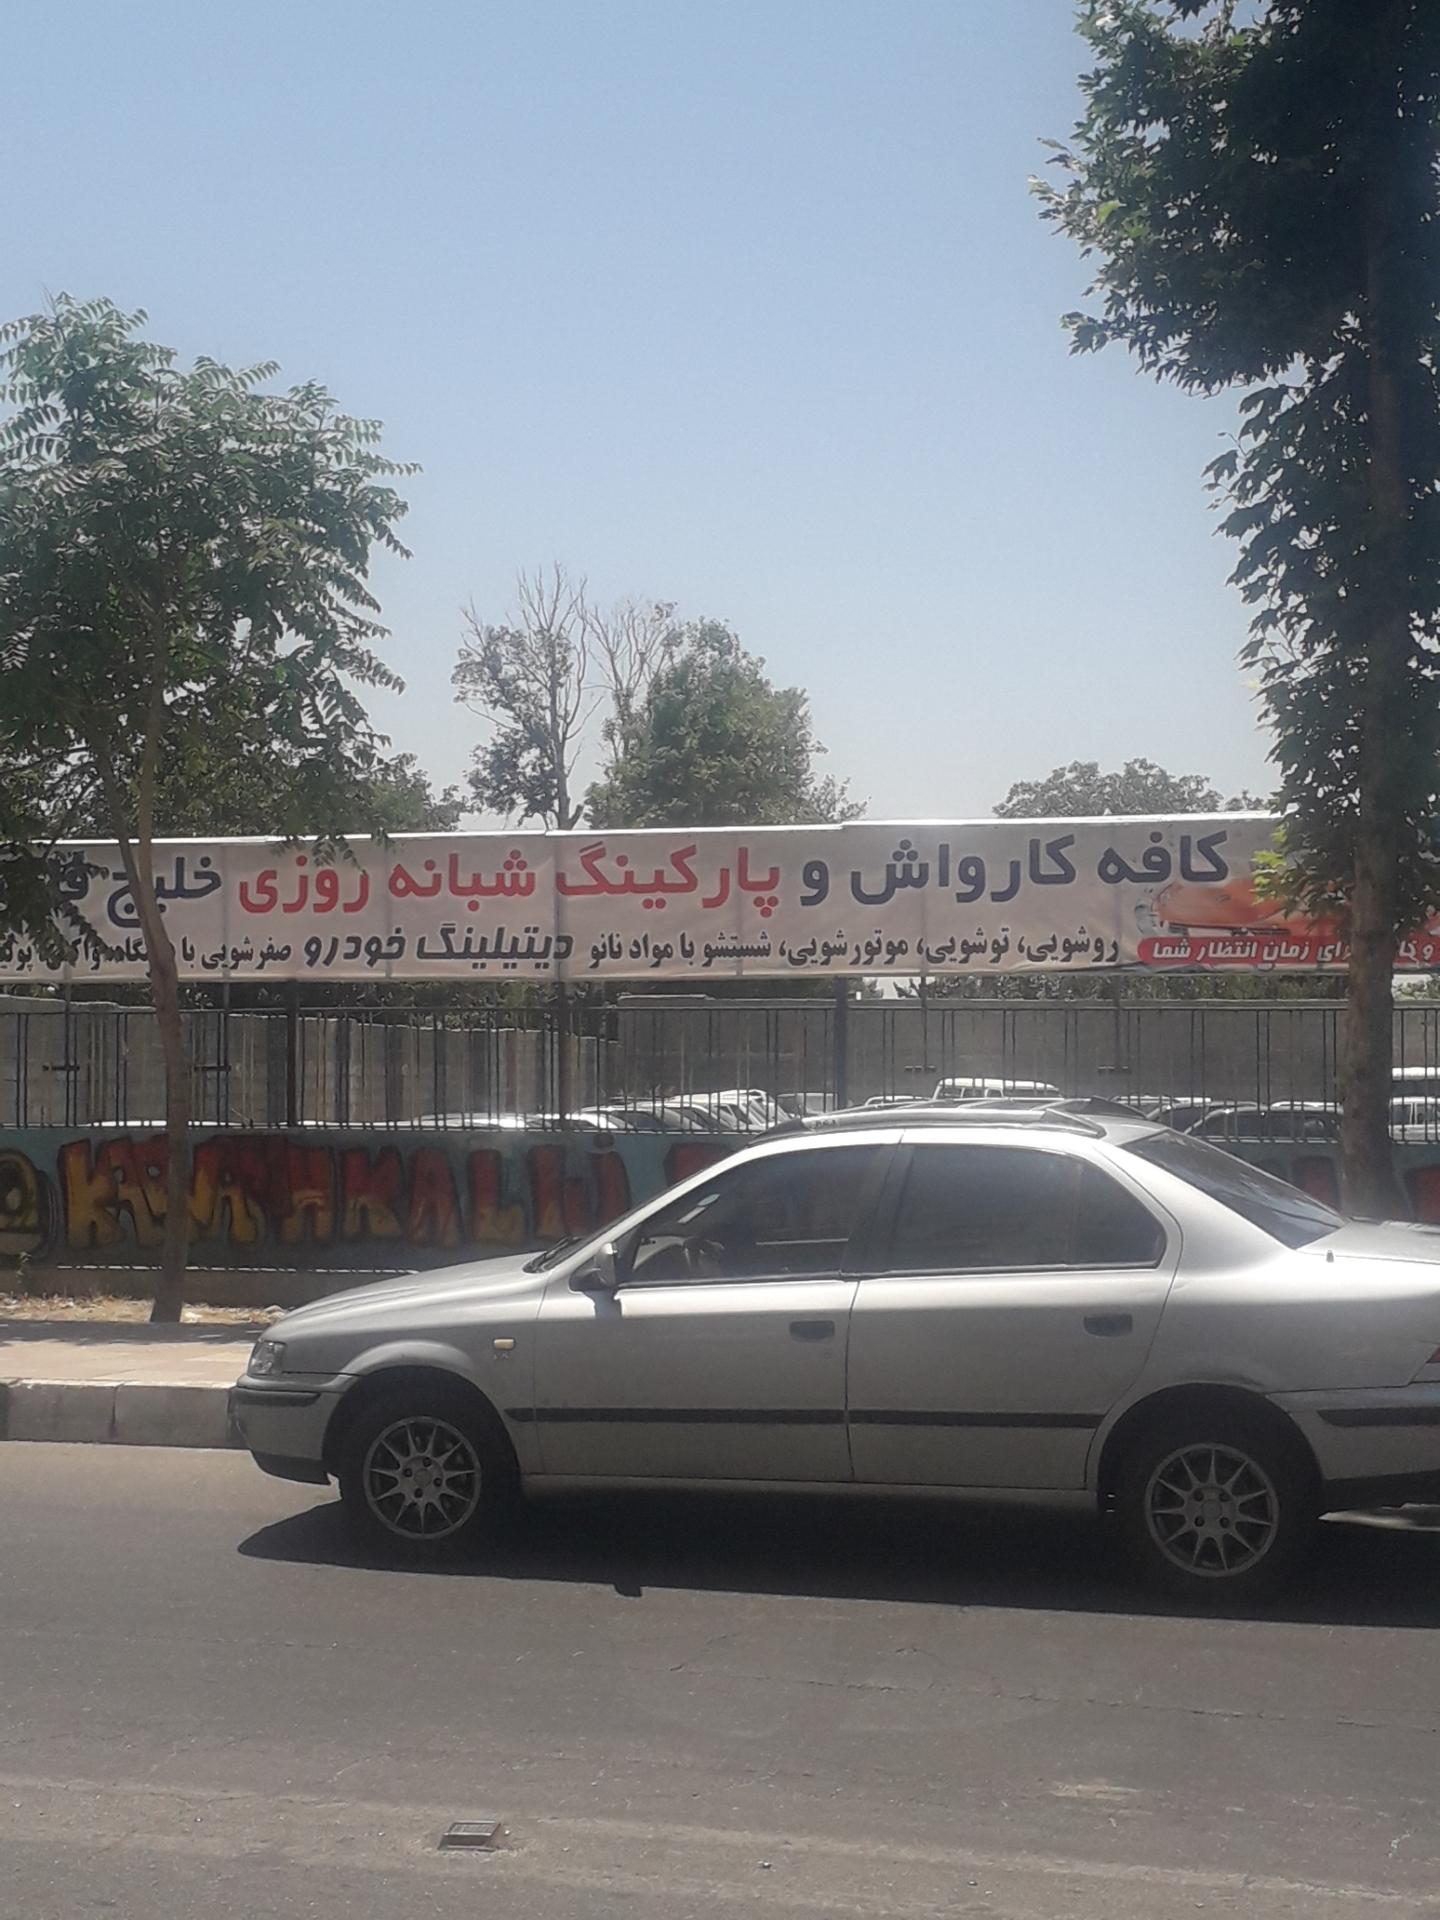 کافه کارواش و پارکینگ شبانه روزی خلیج
روشویی، توشویی، موتورشویی، شستشو با مواد نانو دیتیلینگ خودرو صفرشویی با
زمان انتظار شما